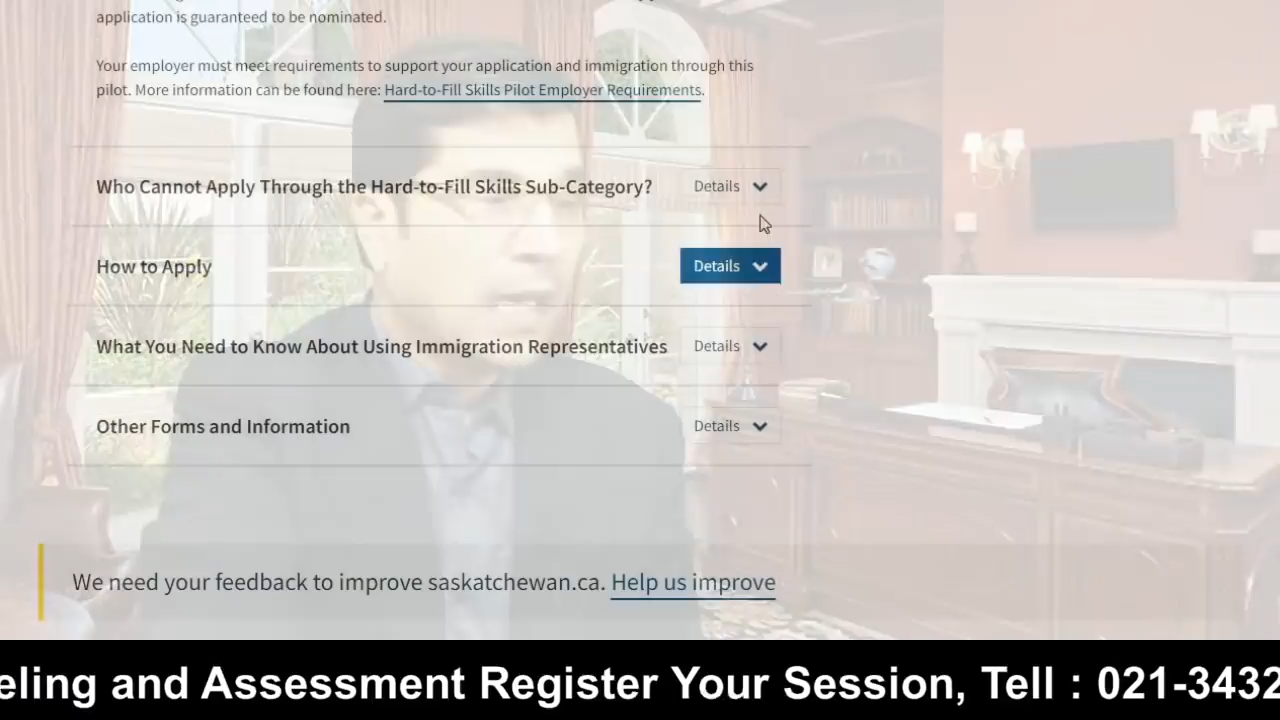 application is guaranteed to be nominated.
Your employer must meet requirements to support your application and immigration through this
pilot. More information can be found here: Hard-to-Fill Skills Pilot Employer Requirements.
Who Cannot Apply Through the Hard-to-Fill Skills Sub-Category?
Details
How to Apply
Details
What You Need to Know About Using Immigration Representatives
Details
Other Forms and Information
Details
We need your feedback to improve saskatchewan.ca. Help us improve
eling and Assessment Register Your Session, Tell : 021-3432